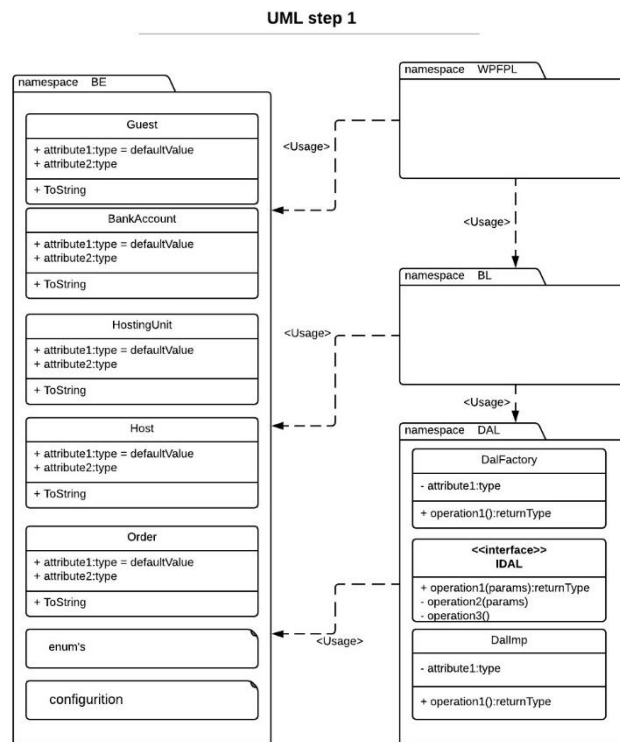 UML step 1
namespace BE
Guest
+ attribute1:type = defaultValue
+ attribute2:type
+ ToString
BankAccount
+ attribute1:type = defaultValue
+ attribute2:type
+ ToString
HostingUnit
+ attribute1:type = defaultValue
+ attribute2:type
+ ToString
Host
+ attribute1:type = defaultValue
+ attribute2:type
+ ToString
Order
+ attribute1:type = defaultValue
+ attribute2:type
+ ToString
enum's
configurition
<Usage>
<Usage>
<Usage>
namespace WPFPL
<Usage>
namespace BL
<Usage>
namespace DAL
DalFactory
- attribute1:type
+ operation1():returnType
<<interface>>
IDAL
+ operation1(params):returnType
- operation2(params)
- operation3()
DalImp
- attribute1:type
+ operation1():returnType